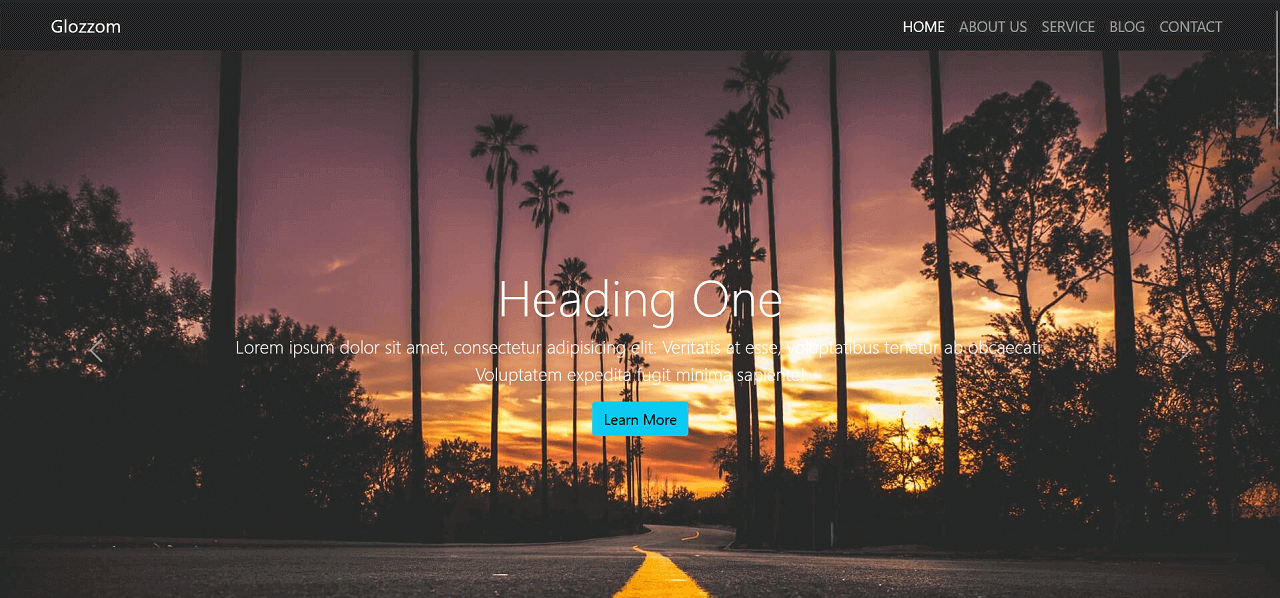 Glozzom
HOME ABOUT US SERVICE BLOG CONTACT
Heading One
Lorem ipsum dolor sit amet, consectetur adipisicing elit. Veritatis at esse, voluptatibus tenetur ab obcaecati.
Voluptatem expedita fugit minima sapiente!
Learn More